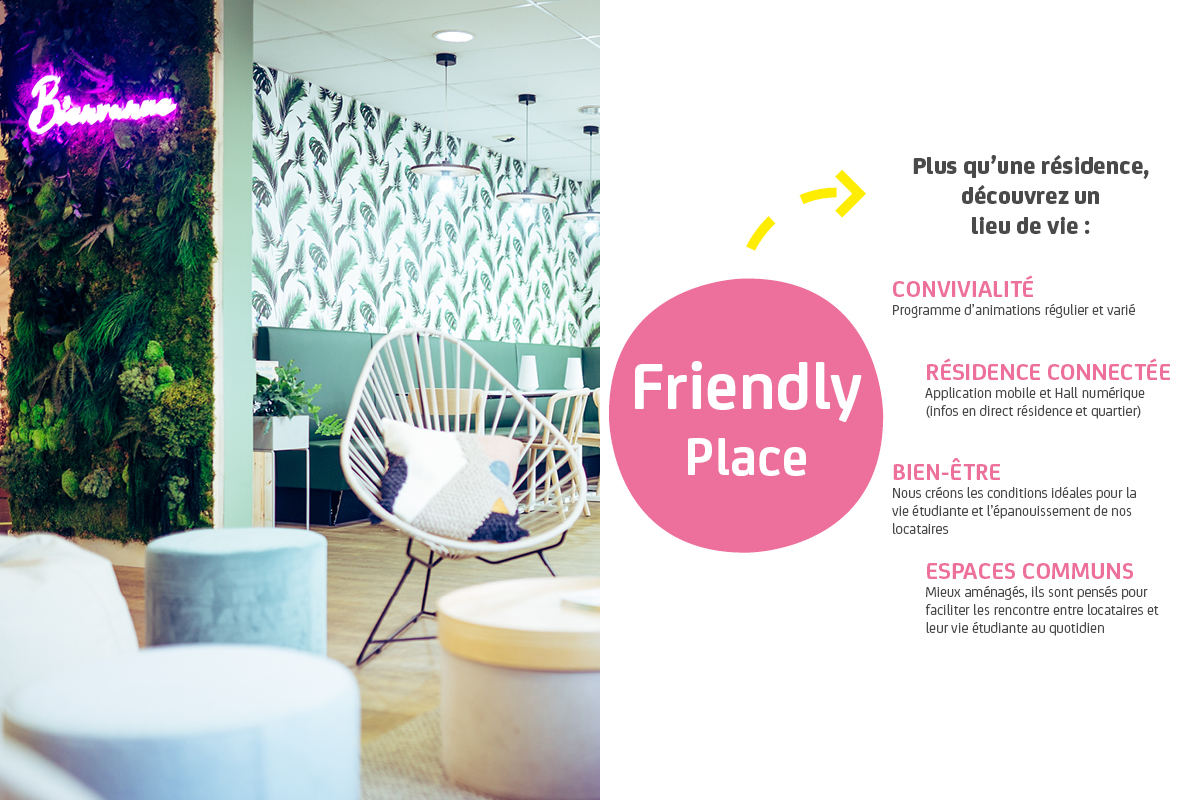 Bienvenue
Plus qu’une résidence,
découvrez un
lieu de vie :
Friendly
Place
CONVIVIALITÉ
Programme d’animations régulier et varié
RÉSIDENCE CONNECTÉE
Application mobile et Hall numérique
(infos en direct résidence et quartier)
BIEN-ÊTRE
Nous créons les conditions idéales pour la
vie étudiante et l’épanouissement de nos
locataires
ESPACES COMMUNS
Mieux aménagés, ils sont pensés pour
faciliter les rencontre entre locataires et
leur vie étudiante au quotidien